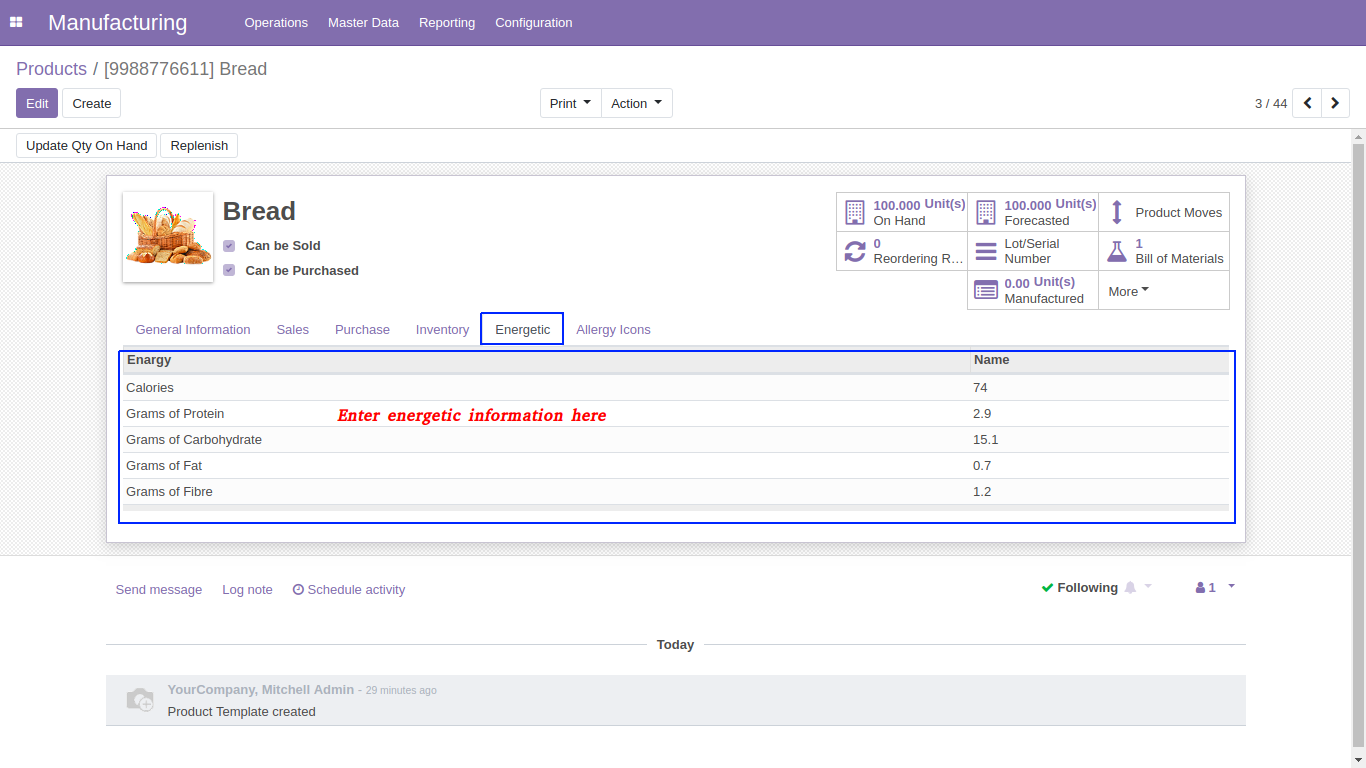 Manufacturing Operations Master Data Reporting Configuration
Products / [9988776611] Bread
Edit Create Print Action 3 / 44
Update Qty On Hand Replenish
Bread
Can be Sold
Can be Purchased
100.000 Unit(s)
On Hand
100.000 Unit(s)
Forecasted
Product Moves
0
Reordering R...
Lot/Serial
Number
1
Bill of Materials
0.00 Unit(s)
Manufactured
More
General Information Sales Purchase Inventory Energetic Allergy Icons
Enargy Name
Calories 74
Grams of Protein Enter energetic information here 2.9
Grams of Carbohydrate 15.1
Grams of Fat 0.7
Grams of Fibre 1.2
Send message Log note Schedule activity Following 1
Today
YourCompany, Mitchell Admin - 29 minutes ago
Product Template created